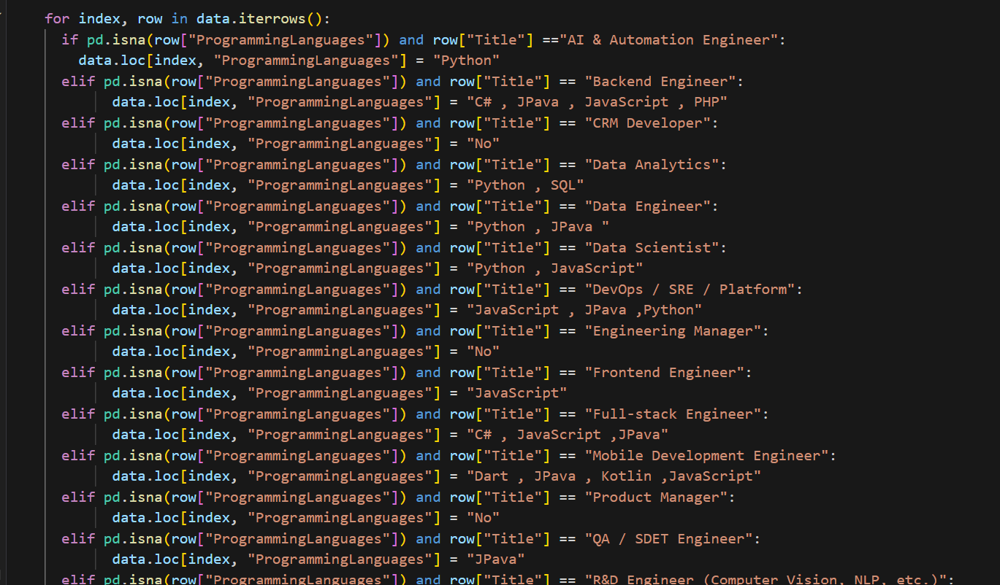 for index, row in data.iterrows():
if pd.isna(row["ProgrammingLanguages"]) and row["Title"] =="AI & Automation Engineer":
data.loc[index, "ProgrammingLanguages"] = "Python"
elif pd.isna(row["ProgrammingLanguages"]) and row["Title"] == "Backend Engineer":
data.loc[index, "ProgrammingLanguages"] = "C# , JPava , JavaScript , PHP"
elif pd.isna(row["ProgrammingLanguages"]) and row["Title"] == "CRM Developer":
data.loc[index, "ProgrammingLanguages"] = "No"
elif pd.isna(row["ProgrammingLanguages"]) and row["Title"] == "Data Analytics":
data.loc[index, "ProgrammingLanguages"] = "Python , SQL"
elif pd.isna(row["ProgrammingLanguages"]) and row["Title"] == "Data Engineer":
data.loc[index, "ProgrammingLanguages"] = "Python , JPava "
elif pd.isna(row["ProgrammingLanguages"]) and row["Title"] == "Data Scientist":
data.loc[index, "ProgrammingLanguages"] = "Python , JavaScript"
elif pd.isna(row["ProgrammingLanguages"]) and row["Title"] == "DevOps / SRE / Platform":
data.loc[index, "ProgrammingLanguages"] = "JavaScript , JPava ,Python"
elif pd.isna(row["ProgrammingLanguages"]) and row["Title"] == "Engineering Manager":
data.loc[index, "ProgrammingLanguages"] = "No"
elif pd.isna(row["ProgrammingLanguages"]) and row["Title"] == "Frontend Engineer":
data.loc[index, "ProgrammingLanguages"] = "JavaScript"
elif pd.isna(row["ProgrammingLanguages"]) and row["Title"] == "Full-stack Engineer":
data.loc[index, "ProgrammingLanguages"] = "C# , JavaScript ,JPava"
elif pd.isna(row["ProgrammingLanguages"]) and row["Title"] == "Mobile Development Engineer":
data.loc[index, "ProgrammingLanguages"] = "Dart , JPava , Kotlin ,JavaScript"
elif pd.isna(row["ProgrammingLanguages"]) and row["Title"] == "Product Manager":
data.loc[index, "ProgrammingLanguages"] = "No"
elif pd.isna(row["ProgrammingLanguages"]) and row["Title"] == "QA / SDET Engineer":
data.loc[index, "ProgrammingLanguages"] = "JPava"
elif pd.isna(row["ProgrammingLanguages"]) and row["Title"] == "R&D Engineer (Computer Vision, NLP, etc.)":